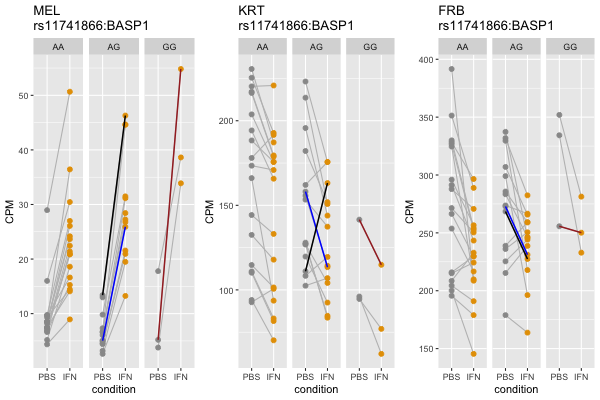 MEL
rs11741866:BASP1
AA AG GG
CPM
50
40
30
20
10
PBS IFN PBS IFN PBS IFN
condition
KRT
rs11741866:BASP1
AA AG GG
CPM
200
150
100
PBS IFN PBS IFN PBS IFN
condition
FRB
rs11741866:BASP1
AA AG GG
CPM
400
350
300
250
200
150
PBS IFN PBS IFN PBS IFN
condition